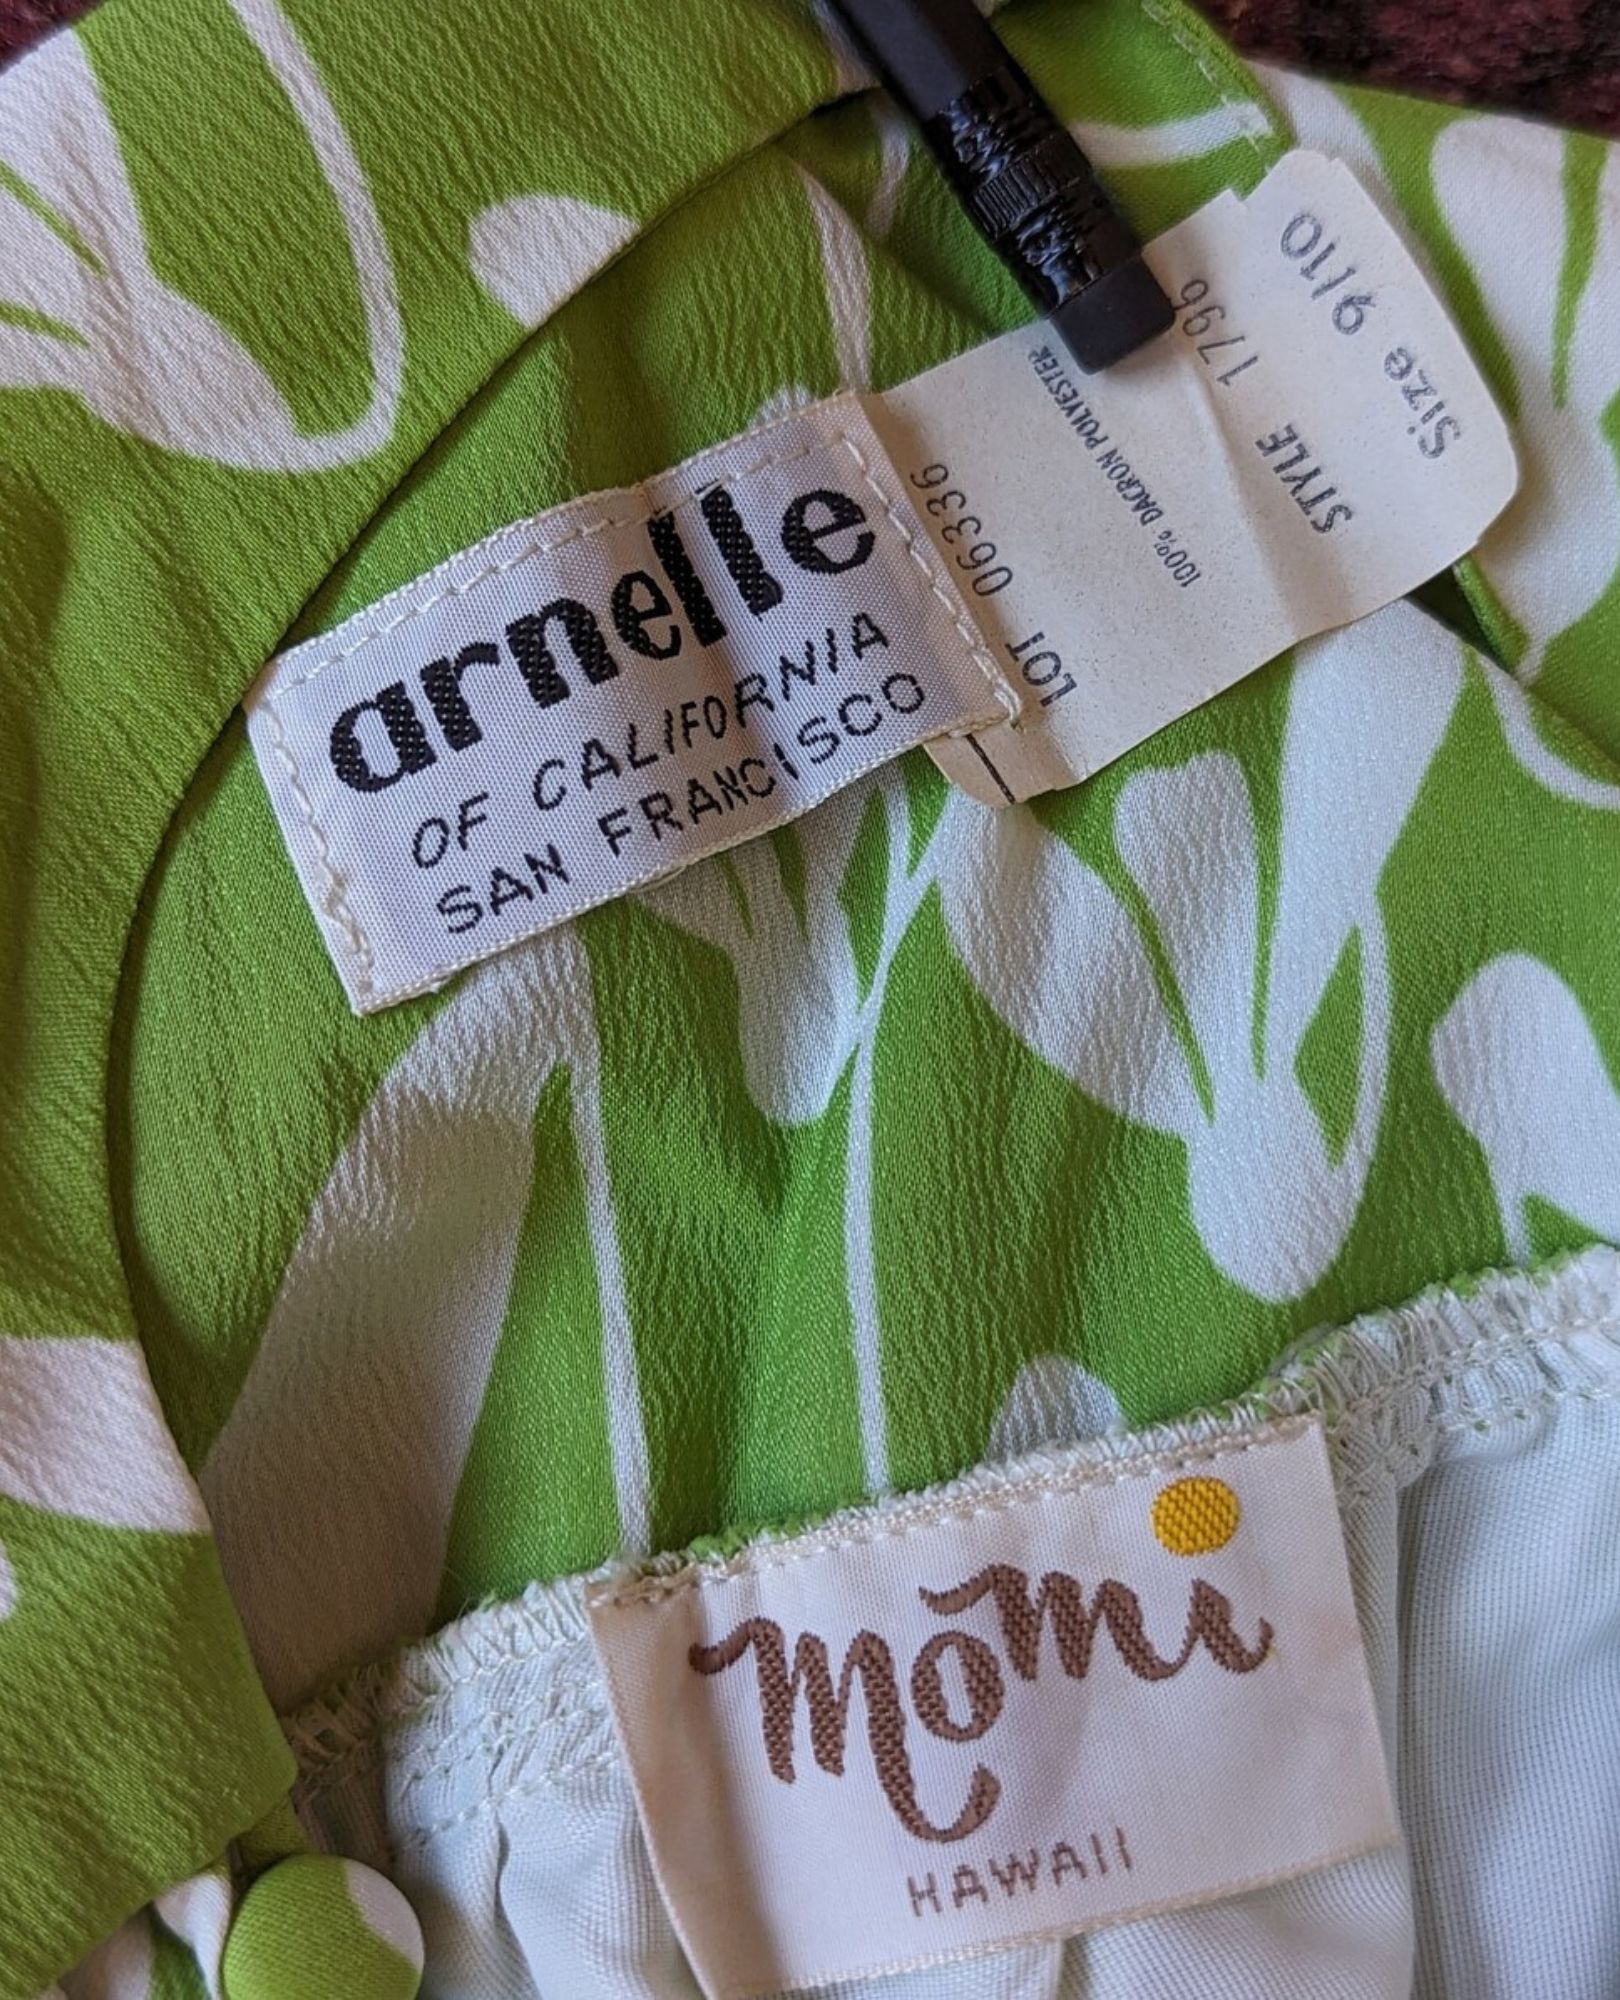 arnelle
OF CALIFORNIA
SAN FRANCISCO
LOT 06336
100% DACRON POLYESTER
STYLE 1796
Size 9/10
momi
HAWAII